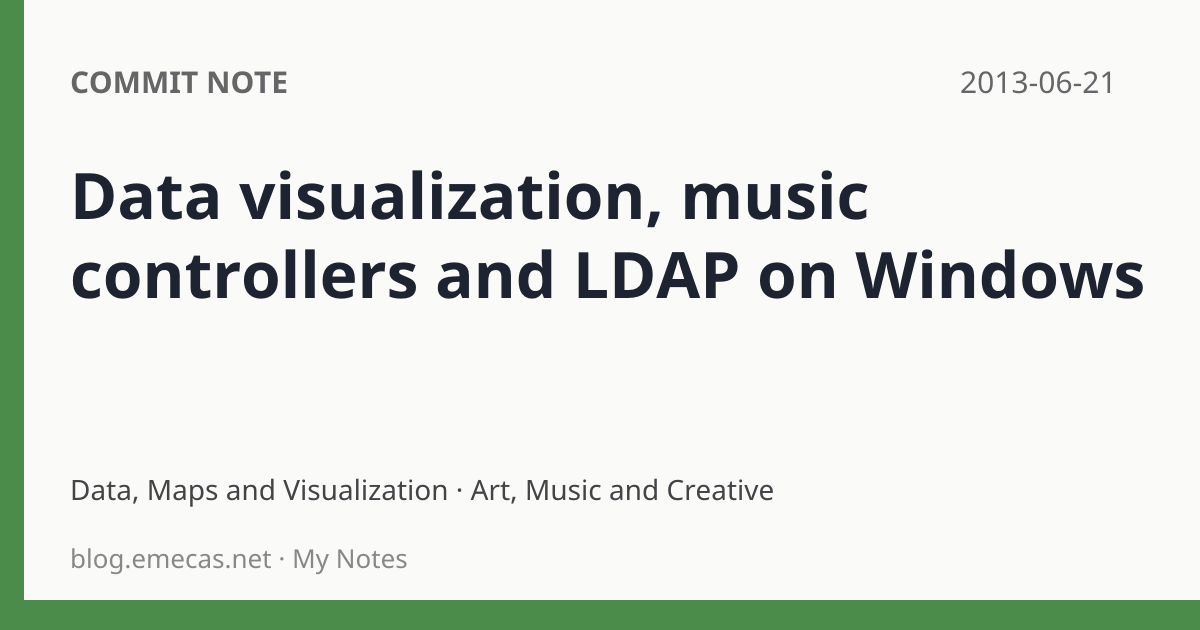 COMMIT NOTE
2013-06-21
Data visualization, music
controllers and LDAP on Windows
Data, Maps and Visualization · Art, Music and Creative
blog.emecas.net · My Notes